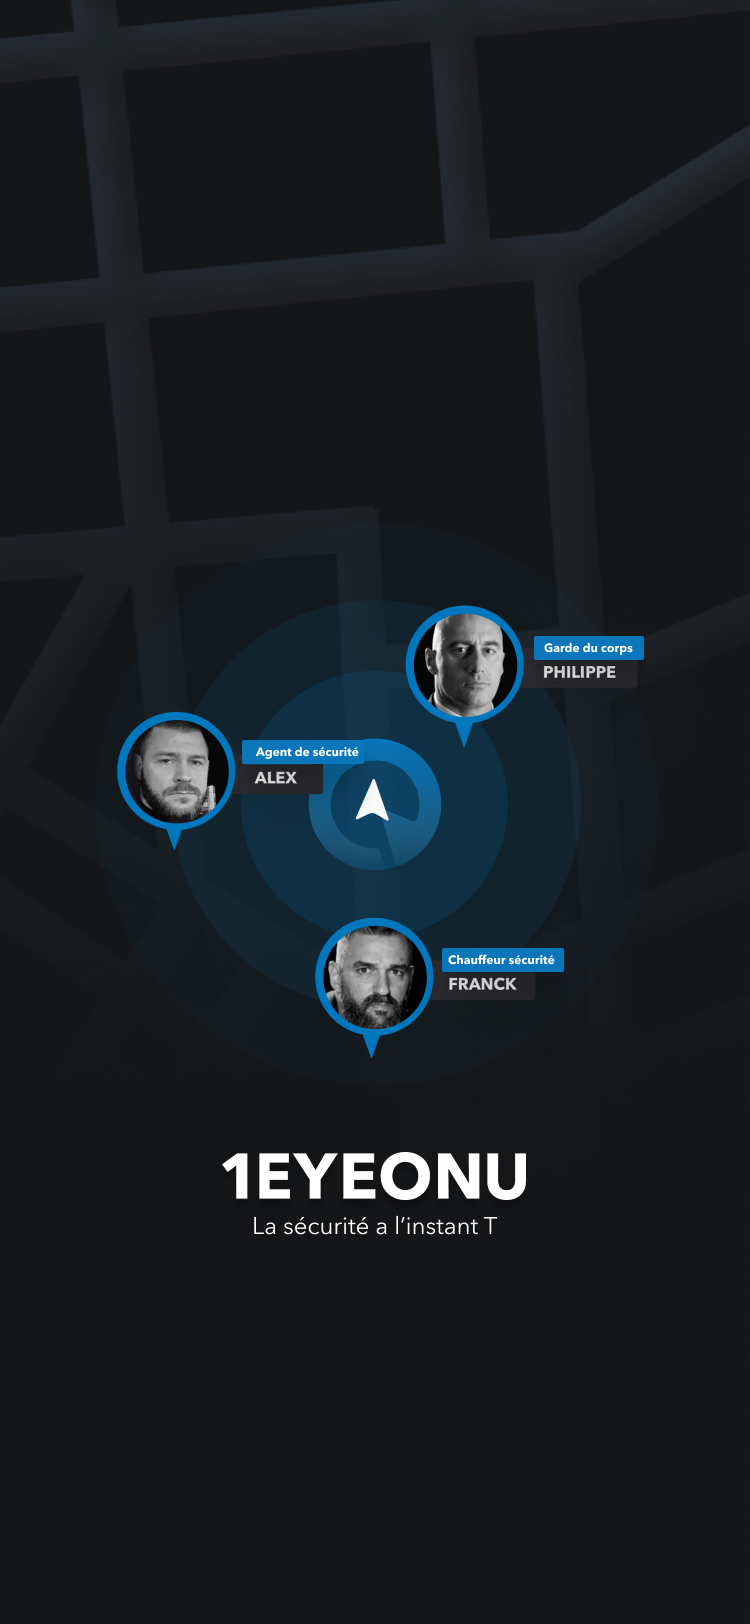 Garde du corps
PHILIPPE
Agent de sécurité
ALEX
Chauffeur sécurité
FRANCK
1EYEONU
La sécurité a l’instant T